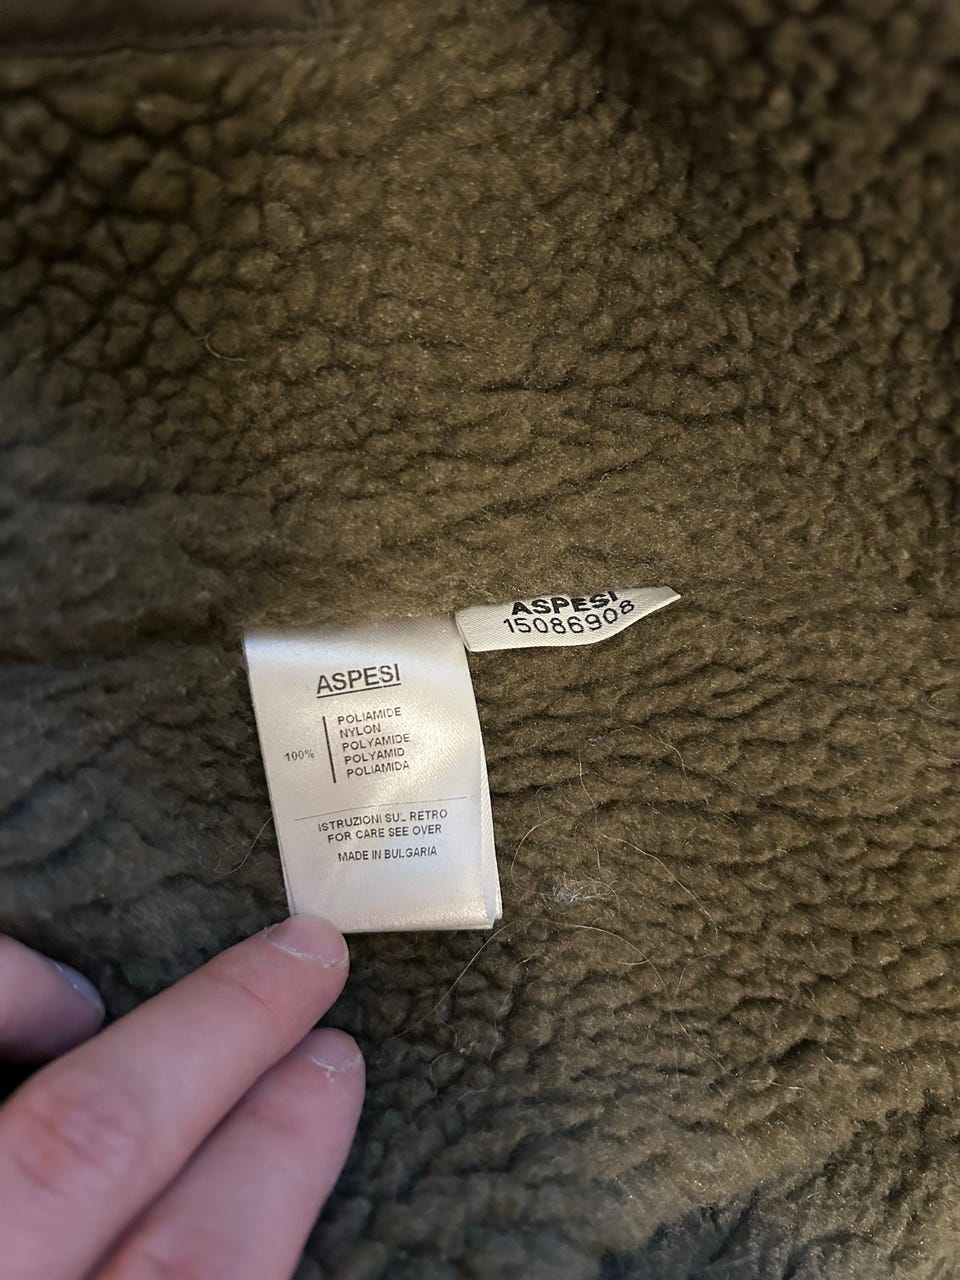 ASPESI
15086908
ASPESI
100%
POLIAMIDE
NYLON
POLYAMIDE
POLYAMID
POLIAMIDA
ISTRUZIONI SUL RETRO
FOR CARE SEE OVER
MADE IN BULGARIA